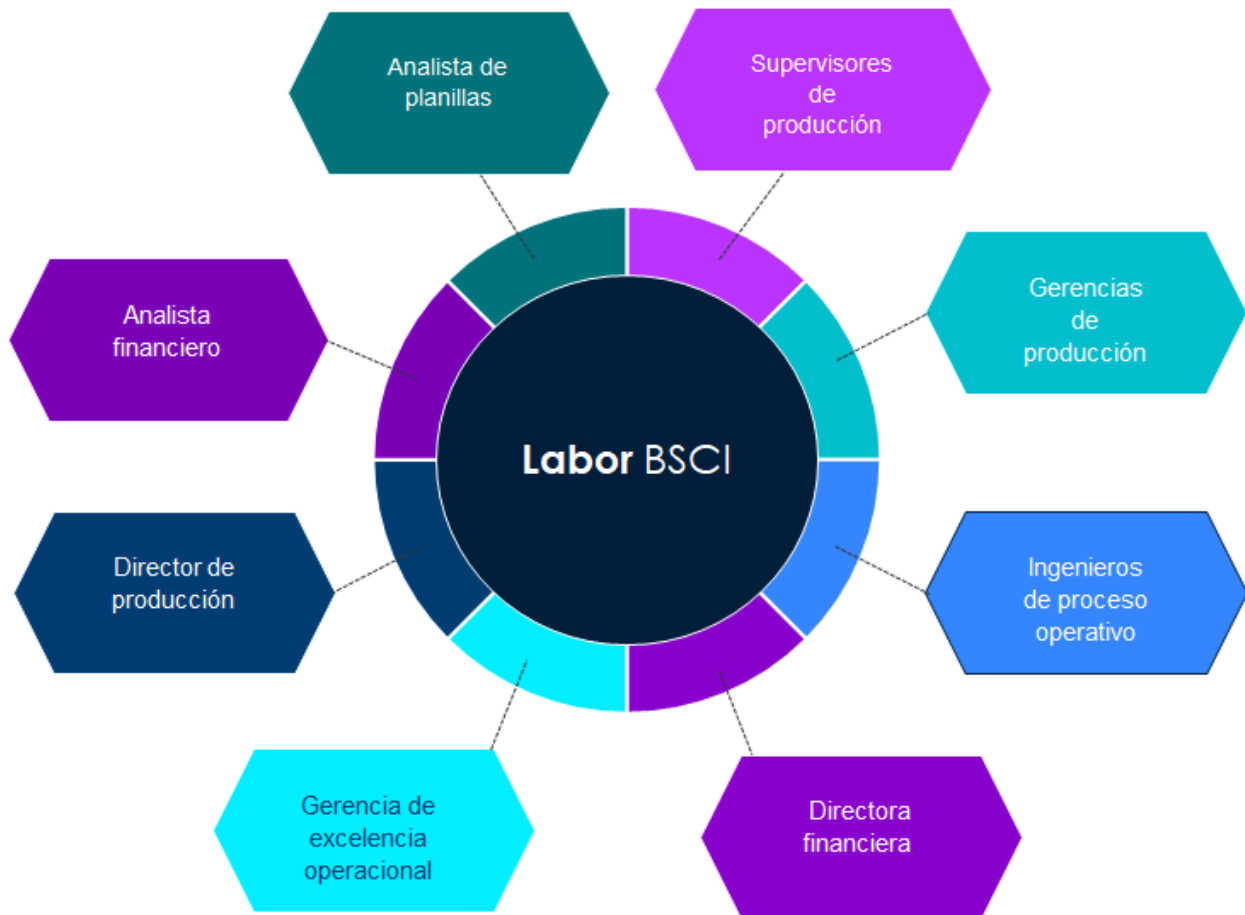 Analista de
planillas
Supervisores
de
producción
Analista
financiero
Gerencias
de
producción
Labor BSCI
Director de
producción
Ingenieros
de proceso
operativo
Gerencia de
excelencia
operacional
Directora
financiera